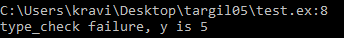 C:\Users\kravi\Desktop\targil05\test.ex:8
type_check failure, y is 5